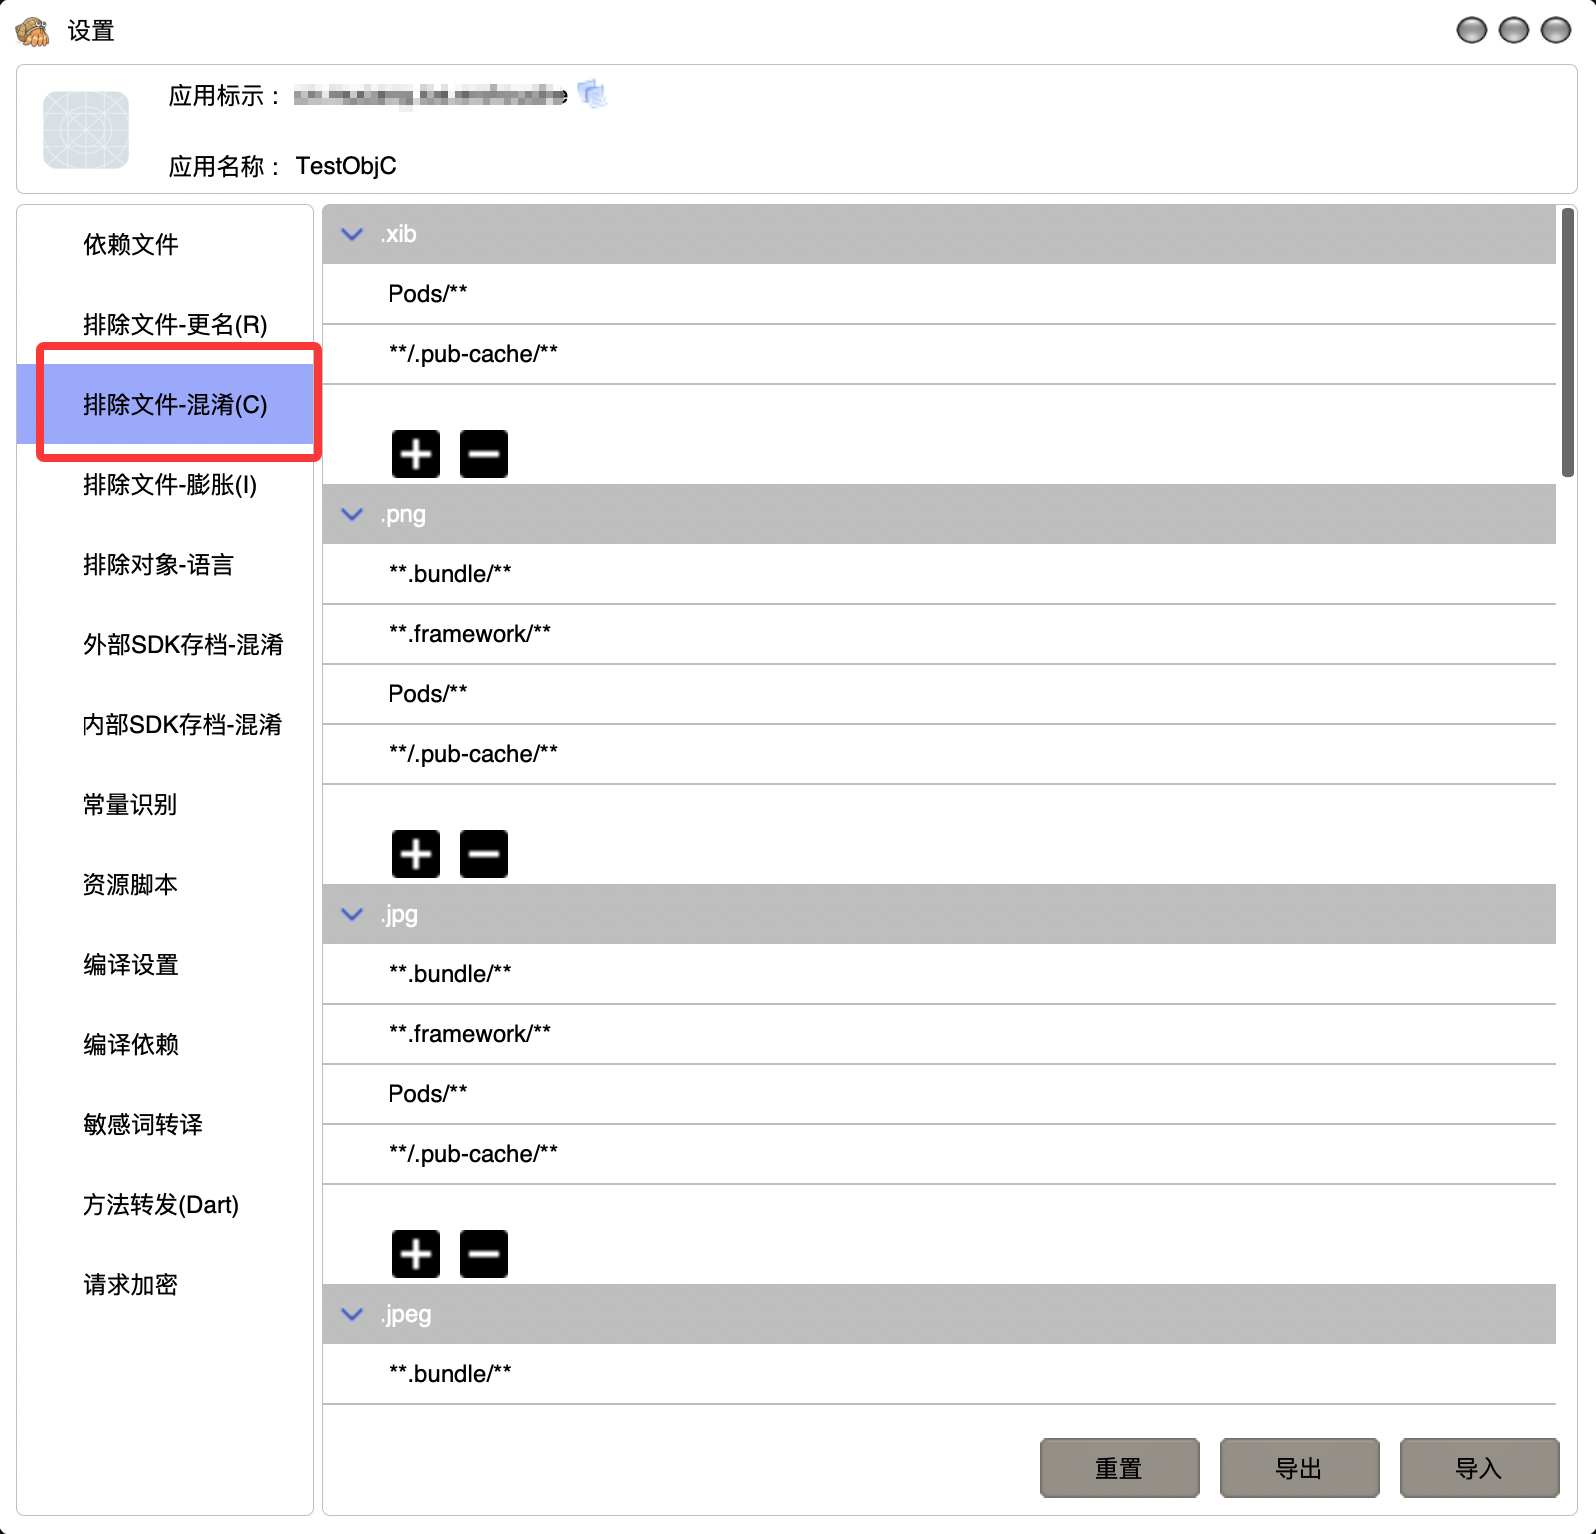 设置
应用标示：
应用名称： TestObjC
依赖文件
排除文件-更名(R)
排除文件-混淆(C)
排除文件-膨胀(I)
排除对象-语言
外部SDK存档-混淆
内部SDK存档-混淆
常量识别
资源脚本
编译设置
编译依赖
敏感词转译
方法转发(Dart)
请求加密
.xib
Pods/**
**/.pub-cache/**
.png
**.bundle/**
**.framework/**
Pods/**
**/.pub-cache/**
.jpg
**.bundle/**
**.framework/**
Pods/**
**/.pub-cache/**
.jpeg
**.bundle/**
重置 导出 导入